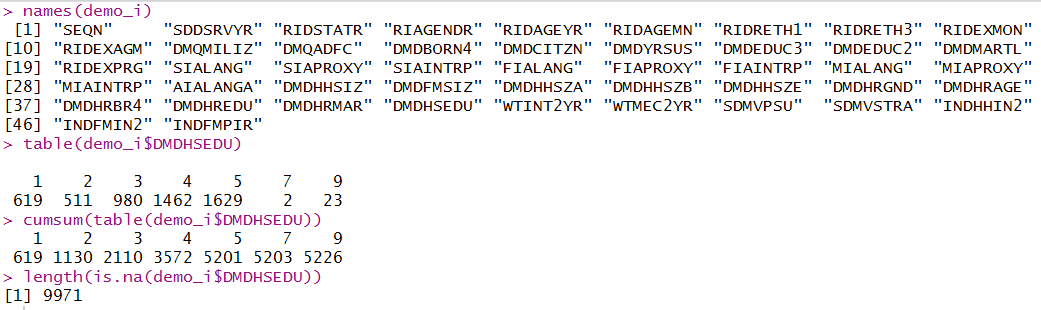 > names(demo_i)
[1] "SEQN" "SDDSRVYR" "RIDSTATR" "RIAGENDR" "RIDAGEYR" "RIDAGEMN" "RIDRETH1" "RIDRETH3" "RIDEXMON"
[10] "RIDEXAGM" "DMQMILIZ" "DMQADFC" "DMDBORN4" "DMDCITZN" "DMDYRSUS" "DMDEDUC3" "DMDEDUC2" "DMDMARTL"
[19] "RIDEXPRG" "SIALANG" "SIAPROXY" "SIAINTRP" "FIALANG" "FIAPROXY" "FIAINTRP" "MIALANG" "MIAPROXY"
[28] "MIAINTRP" "AIALANGA" "DMDHHSIZ" "DMDFMSIZ" "DMDHHSZA" "DMDHHSZB" "DMDHHSZE" "DMDHRGND" "DMDHRAGE"
[37] "DMDHRBR4" "DMDHREDU" "DMDHRMAR" "DMDHSEDU" "WTINT2YR" "WTMEC2YR" "SDMVPSU" "SDMVSTRA" "INDHHIN2"
[46] "INDFMIN2" "INDFMPIR"
> table(demo_i$DMDHSEDU)
1 2 3 4 5 7 9
619 511 980 1462 1629 2 23
> cumsum(table(demo_i$DMDHSEDU))
1 2 3 4 5 7 9
619 1130 2110 3572 5201 5203 5226
> length(is.na(demo_i$DMDHSEDU))
[1] 9971